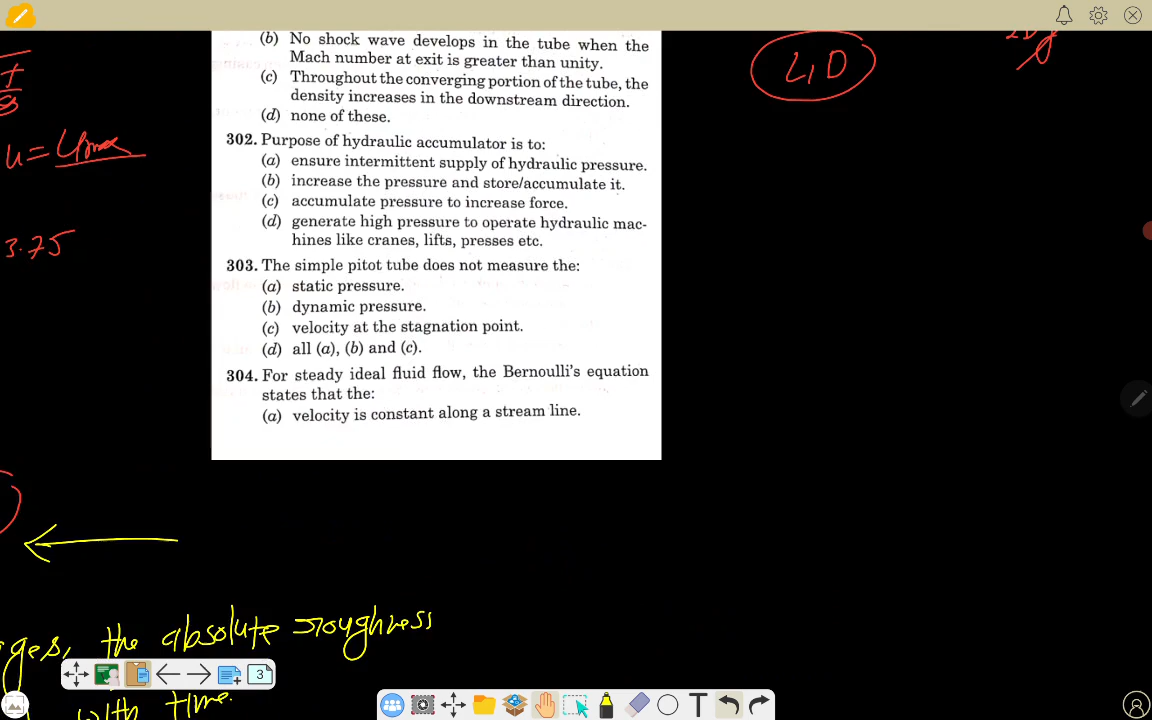 (b) No shock wave develops in the tube when the
Mach number at exit is greater than unity.
(c) Throughout the converging portion of the tube, the
density increases in the downstream direction.
(d) none of these.
302. Purpose of hydraulic accumulator is to:
(a) ensure intermittent supply of hydraulic pressure.
(b) increase the pressure and store/accumulate it.
(c) accumulate pressure to increase force.
(d) generate high pressure to operate hydraulic mac-
hines like cranes, lifts, presses etc.
303. The simple pitot tube does not measure the:
(a) static pressure.
(b) dynamic pressure.
(c) velocity at the stagnation point.
(d) all (a), (b) and (c).
304. For steady ideal fluid flow, the Bernoulli's equation
states that the:
(a) velocity is constant along a stream line.
L, D
u =
3.75
the absolute roughness
with time.
3